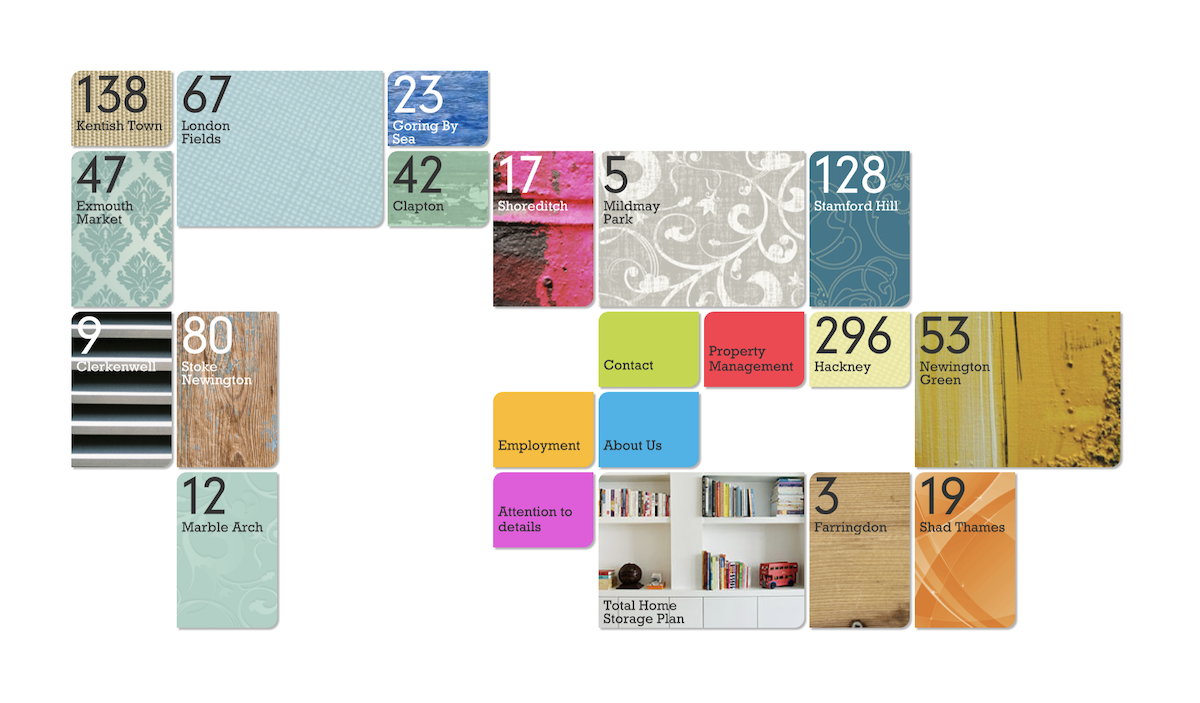 138
Kentish Town
67
London
Fields
23
Goring By
Sea
47
Exmouth
Market
42
Clapton
17
Shoreditch
5
Mildmay
Park
128
Stamford Hill
9
Clerkenwell
80
Stoke
Newington
Contact
Property
Management
296
Hackney
53
Newington
Green
Employment
About Us
12
Marble Arch
Attention to
details
Total Home
Storage Plan
3
Farringdon
19
Shad Thames